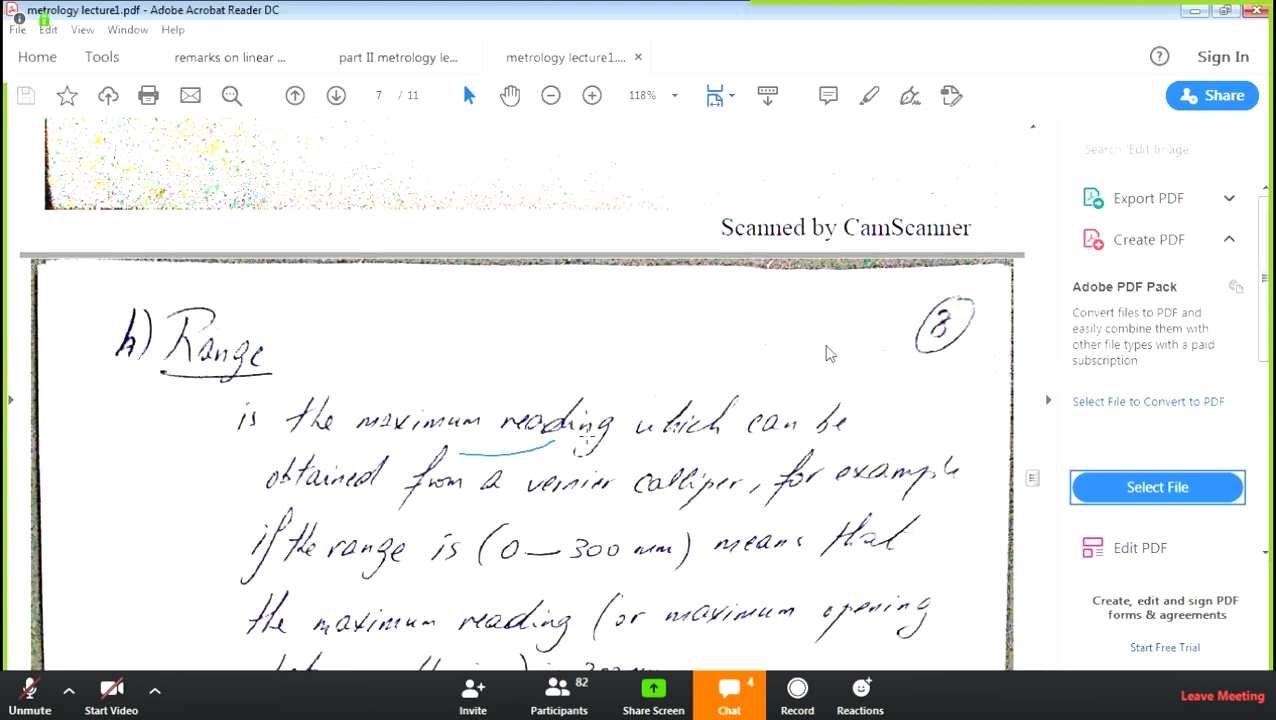 metrology lecture1.pdf - Adobe Acrobat Reader DC
File Edit View Window Help
Home Tools remarks on linear ... part II metrology le... metrology lecture1.... × Sign In
7 / 11 118% Share
Scanned by CamScanner
h) Range 8
is the maximum reading which can be
obtained from a vernier calliper, for example
if the range is (0—300 mm) means that
the maximum reading (or maximum opening
Search 'Edit Image'
Export PDF
Create PDF
Adobe PDF Pack
Convert files to PDF and
easily combine them with
other file types with a paid
subscription
Select File to Convert to PDF
Select File
Edit PDF
Create, edit and sign PDF
forms & agreements
Start Free Trial
Unmute Start Video Invite Participants 82 Share Screen Chat 4 Record Reactions Leave Meeting